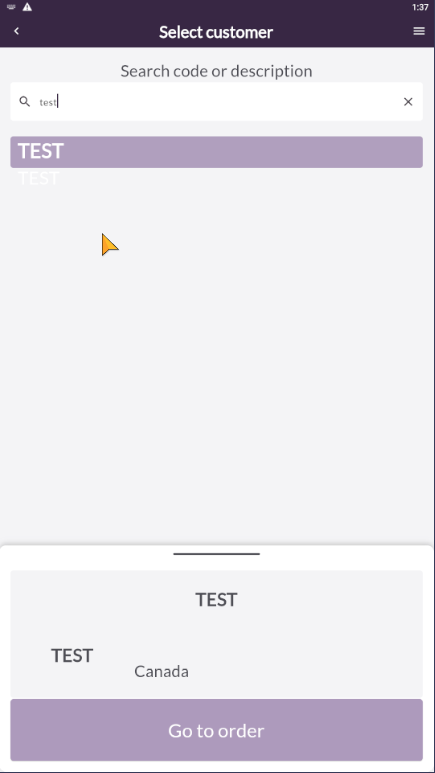 1:37
Select customer
Search code or description
test
TEST
TEST
TEST
TEST
Canada
Go to order